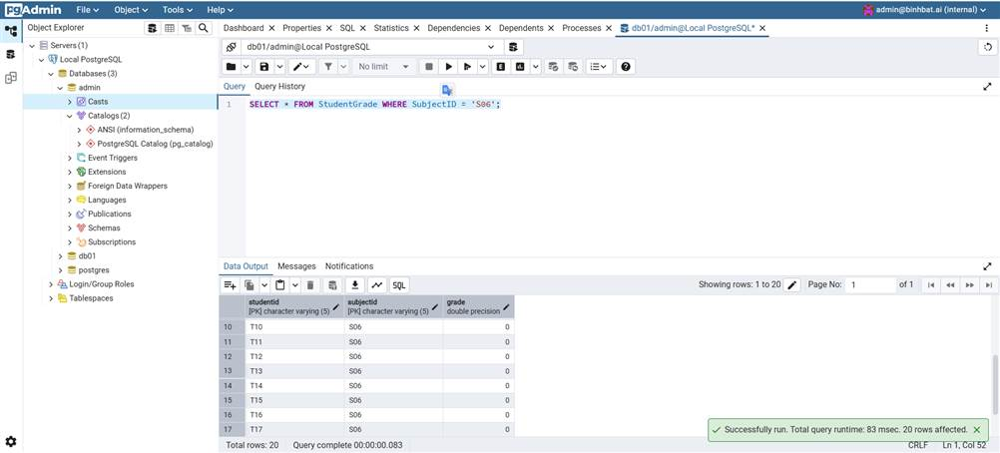 pgAdmin File Object Tools Help admin@binhbat.ai (internal)
Object Explorer
Dashboard Properties SQL Statistics Dependencies Dependents Processes db01/admin@Local PostgreSQL*
Servers (1)
Local PostgreSQL
Databases (3)
admin
Casts
Catalogs (2)
ANSI (information_schema)
PostgreSQL Catalog (pg_catalog)
Event Triggers
Extensions
Foreign Data Wrappers
Languages
Publications
Schemas
Subscriptions
db01
postgres
Login/Group Roles
Tablespaces
db01/admin@Local PostgreSQL
No limit
Query Query History
1 SELECT * FROM StudentGrade WHERE SubjectID = 'S06';
Data Output Messages Notifications
SQL Showing rows: 1 to 20 Page No: 1 of 1
studentid subjectid grade
[PK] character varying (5) [PK] character varying (5) double precision
10 T10 S06 0
11 T11 S06 0
12 T12 S06 0
13 T13 S06 0
14 T14 S06 0
15 T15 S06 0
16 T16 S06 0
17 T17 S06 0
Successfully run. Total query runtime: 83 msec. 20 rows affected.
Total rows: 20 Query complete 00:00:00.083 CRLF Ln 1, Col 52